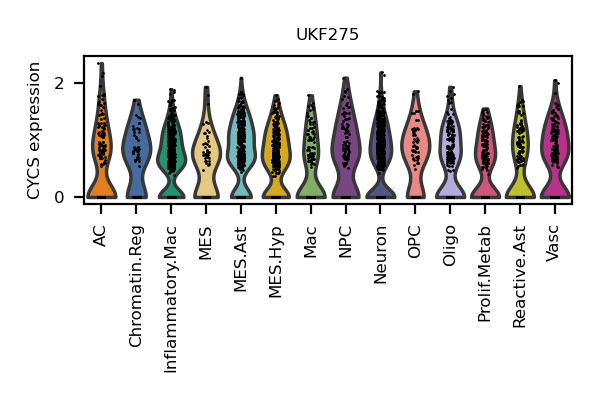 UKF275
CYCS expression
2
0
AC
Chromatin.Reg
Inflammatory.Mac
MES
MES.Ast
MES.Hyp
Mac
NPC
Neuron
OPC
Oligo
Prolif.Metab
Reactive.Ast
Vasc